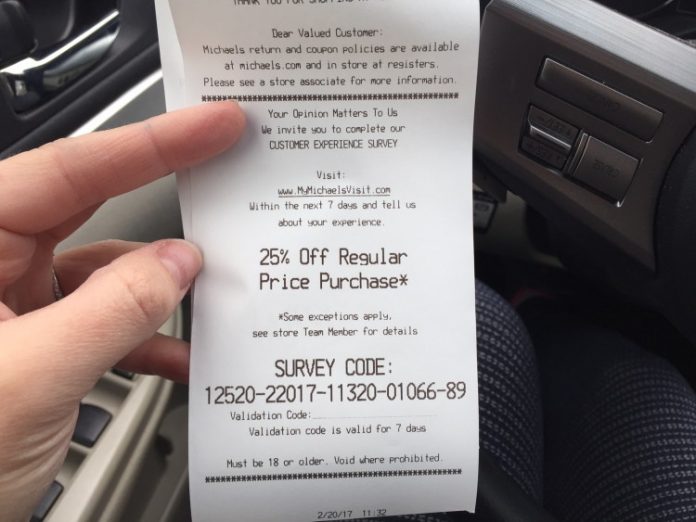 THANK YOU FOR SHOPPING AT
Dear Valued Customer:
Michaels return and coupon policies are available
at michaels.com and in store at registers.
Please see a store associate for more information.
Your Opinion Matters To Us
We invite you to complete our
CUSTOMER EXPERIENCE SURVEY
Visit:
www.MyMichaelsVisit.com
Within the next 7 days and tell us
about your experience.
25% Off Regular
Price Purchase*
*Some exceptions apply,
see store Team Member for details
SURVEY CODE:
12520-22017-11320-01066-89
Validation Code:
Validation code is valid for 7 days
Must be 18 or older. Void where prohibited.
2/20/17 11:32